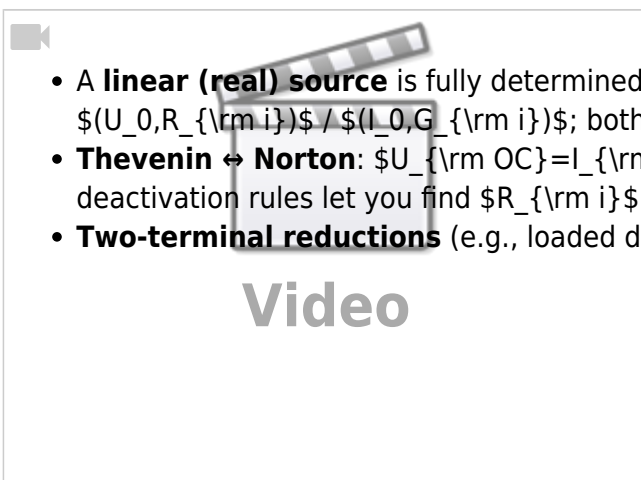 • A linear (real) source is fully determined
$(U_0,R_{\rm i})$ / $(I_0,G_{\rm i})$; both
• Thevenin ↔ Norton: $U_{\rm OC}=I_{\rm
deactivation rules let you find $R_{\rm i}$
• Two-terminal reductions (e.g., loaded d
Video